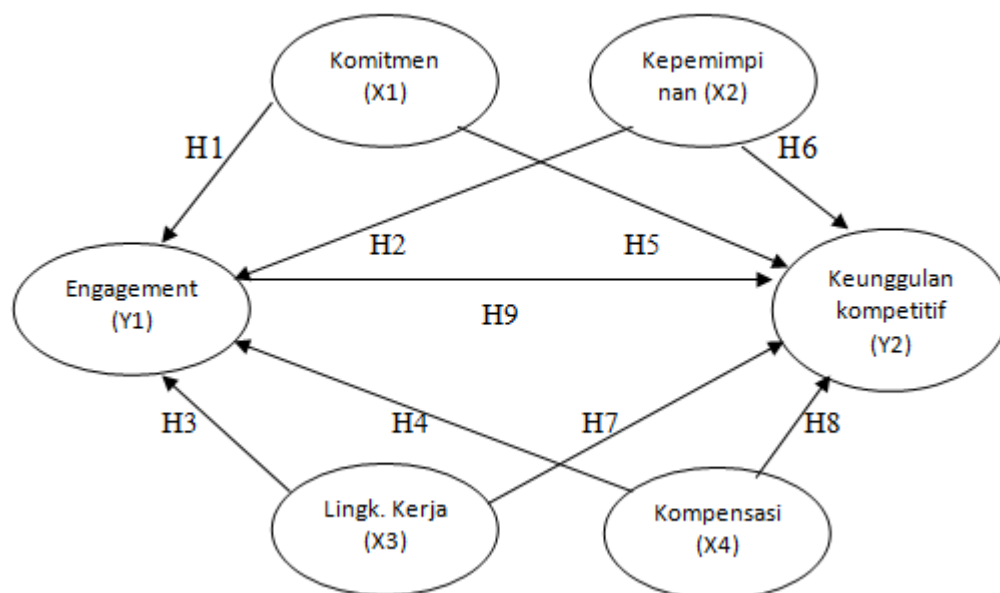 Komitmen
(X1)
Kepemimpi
nan (X2)
H1
H6
H2
H5
Engagement
(Y1)
Keunggulan
kompetitif
(Y2)
H9
H3
H4
H7
H8
Lingk. Kerja
(X3)
Kompensasi
(X4)